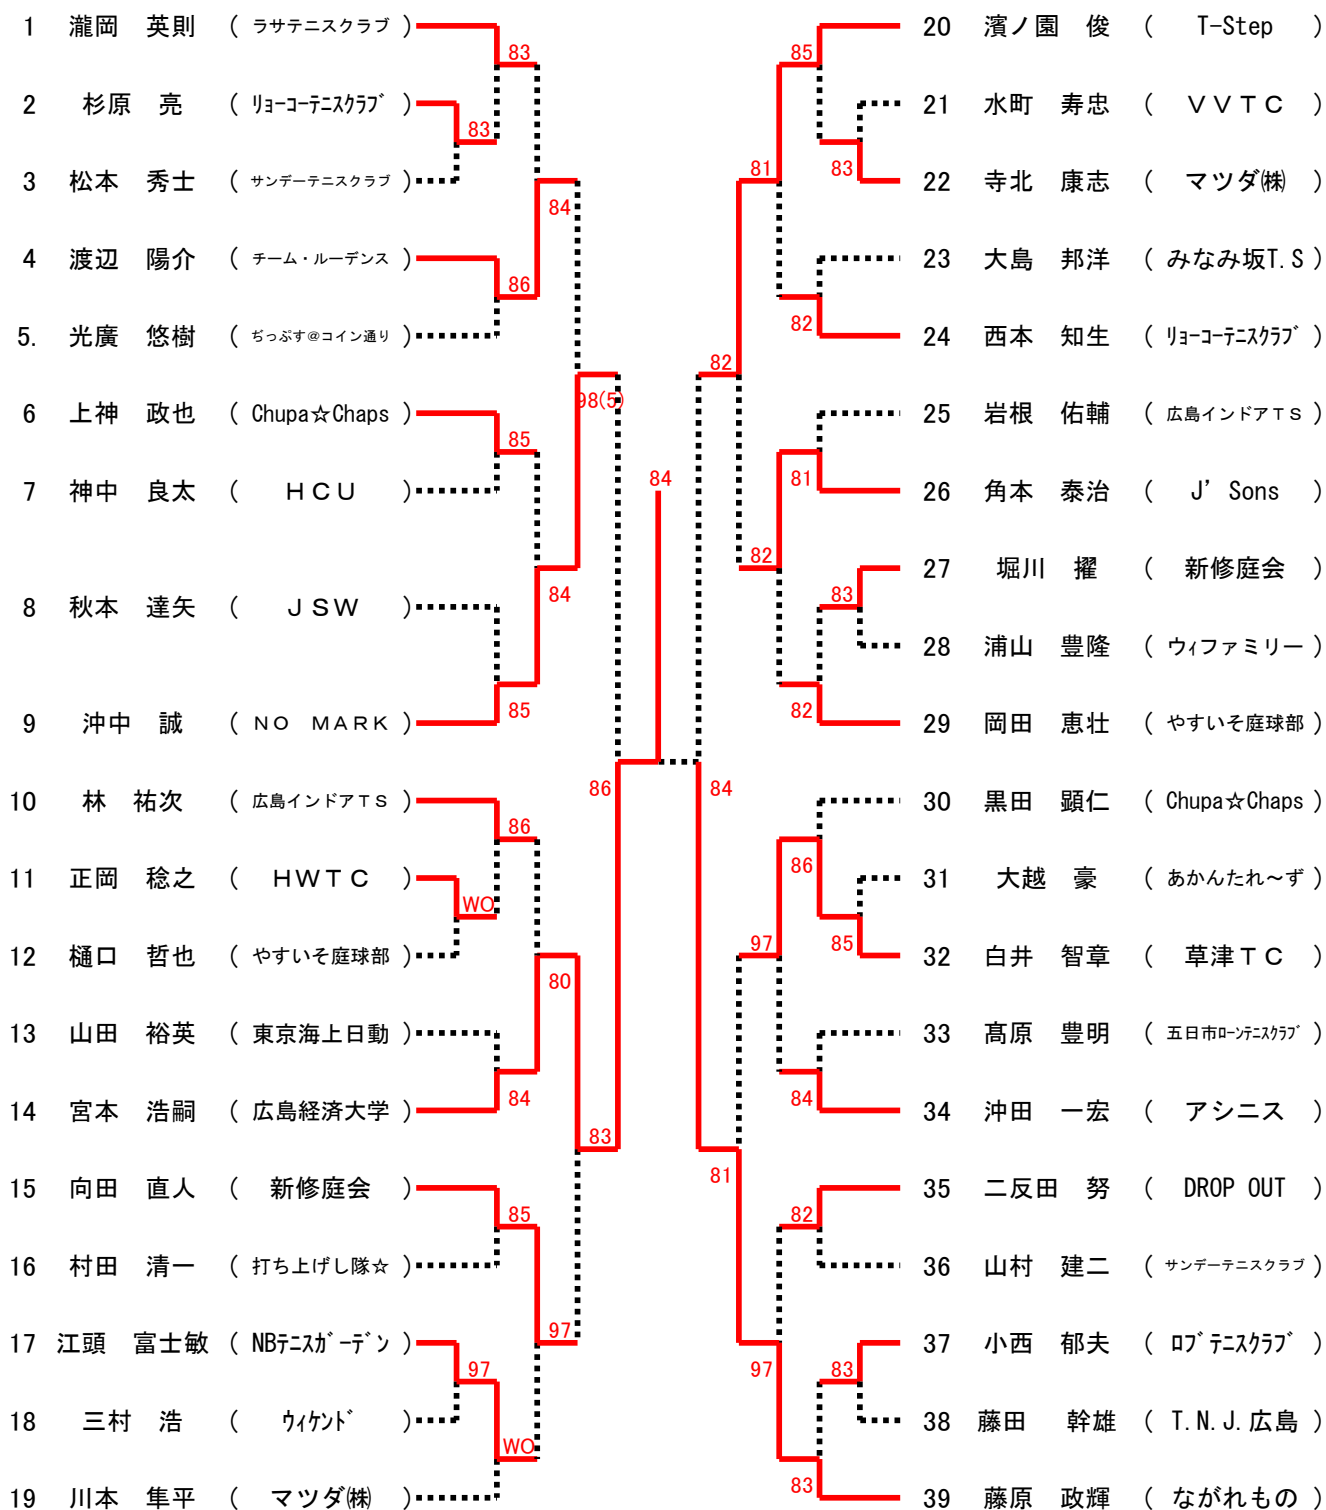 1 瀧岡 英則 ( ラサテニスクラブ )
83
2 杉原 亮 ( リョーコーテニスクラブ )
83
3 松本 秀士 ( サンデーテニスクラブ )
84
4 渡辺 陽介 ( チーム・ルーデンス )
86
5. 光廣 悠樹 ( ぢっぷす@コイン通り )
98(5)
6 上神 政也 ( Chupa☆Chaps )
85
7 神中 良太 ( HCU )
84
8 秋本 達矢 ( JSW )
85
9 沖中 誠 ( NO MARK )
86
10 林 祐次 ( 広島インドアTS )
86
11 正岡 稔之 ( HWTC )
WO
12 樋口 哲也 ( やすいそ庭球部 )
80
13 山田 裕英 ( 東京海上日動 )
84
14 宮本 浩嗣 ( 広島経済大学 )
83
15 向田 直人 ( 新修庭会 )
85
16 村田 清一 ( 打ち上げし隊☆ )
97
17 江頭 富士敏 ( NBテニスガーデン )
97
18 三村 浩 ( ウィケンド )
WO
19 川本 隼平 ( マツダ㈱ )
84
20 濱ノ園 俊 ( T-Step )
85
21 水町 寿忠 ( VVTC )
81
83
22 寺北 康志 ( マツダ㈱ )
23 大島 邦洋 ( みなみ坂T.S )
82
24 西本 知生 ( リョーコーテニスクラブ )
82
25 岩根 佑輔 ( 広島インドアTS )
81
26 角本 泰治 ( J’Sons )
82
27 堀川 擢 ( 新修庭会 )
83
28 浦山 豊隆 ( ウィファミリー )
82
29 岡田 恵壮 ( やすいそ庭球部 )
84
30 黒田 顕仁 ( Chupa☆Chaps )
86
31 大越 豪 ( あかんたれ～ず )
97
85
32 白井 智章 ( 草津TC )
33 髙原 豊明 ( 五日市ローンテニスクラブ )
84
34 沖田 一宏 ( アシニス )
81
35 二反田 努 ( DROP OUT )
82
36 山村 建二 ( サンデーテニスクラブ )
37 小西 郁夫 ( ロブテニスクラブ )
97
83
38 藤田 幹雄 ( T.N.J.広島 )
83
39 藤原 政輝 ( ながれもの )